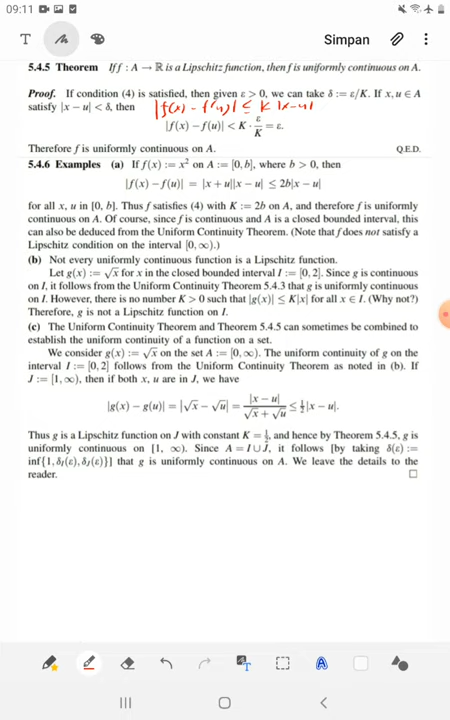 09:11
T
Simpan
5.4.5 Theorem If f : A → ℝ is a Lipschitz function, then f is uniformly continuous on A.
Proof. If condition (4) is satisfied, then given ε > 0, we can take δ := ε/K. If x, u ∈ A
satisfy |x − u| < δ, then |f(x) - f(u)| ≤ K |x-u|
|f(x) − f(u)| < K · ε/K = ε.
Therefore f is uniformly continuous on A. Q.E.D.
5.4.6 Examples (a) If f(x) := x² on A := [0, b], where b > 0, then
|f(x) − f(u)| = |x + u||x − u| ≤ 2b|x − u|
for all x, u in [0, b]. Thus f satisfies (4) with K := 2b on A, and therefore f is uniformly
continuous on A. Of course, since f is continuous and A is a closed bounded interval, this
can also be deduced from the Uniform Continuity Theorem. (Note that f does not satisfy a
Lipschitz condition on the interval [0, ∞).)
(b) Not every uniformly continuous function is a Lipschitz function.
Let g(x) := √x for x in the closed bounded interval I := [0, 2]. Since g is continuous
on I, it follows from the Uniform Continuity Theorem 5.4.3 that g is uniformly continuous
on I. However, there is no number K > 0 such that |g(x)| ≤ K|x| for all x ∈ I. (Why not?)
Therefore, g is not a Lipschitz function on I.
(c) The Uniform Continuity Theorem and Theorem 5.4.5 can sometimes be combined to
establish the uniform continuity of a function on a set.
We consider g(x) := √x on the set A := [0, ∞). The uniform continuity of g on the
interval I := [0, 2] follows from the Uniform Continuity Theorem as noted in (b). If
J := [1, ∞), then if both x, u are in J, we have
|g(x) − g(u)| = |√x − √u| = |x − u|/(√x + √u) ≤ ½|x − u|.
Thus g is a Lipschitz function on J with constant K = ½, and hence by Theorem 5.4.5, g is
uniformly continuous on [1, ∞). Since A = I ∪ J, it follows [by taking δ(ε) :=
inf{1, δI(ε), δJ(ε)}] that g is uniformly continuous on A. We leave the details to the
reader. □
T
A